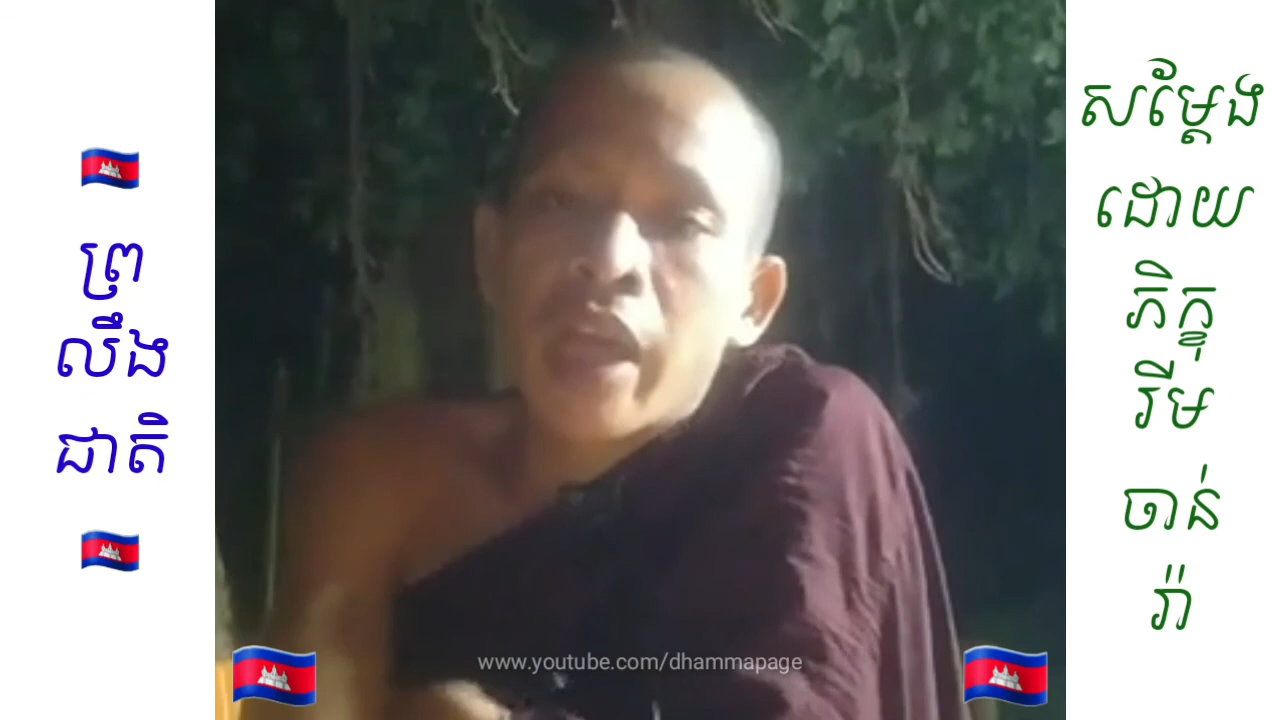 ព្រ
លឹង
ជាតិ
សម្ដែង
ដោយ
ភិក្ខុ
រីម
ចាន់
រ៉ា
www.youtube.com/dhammapage